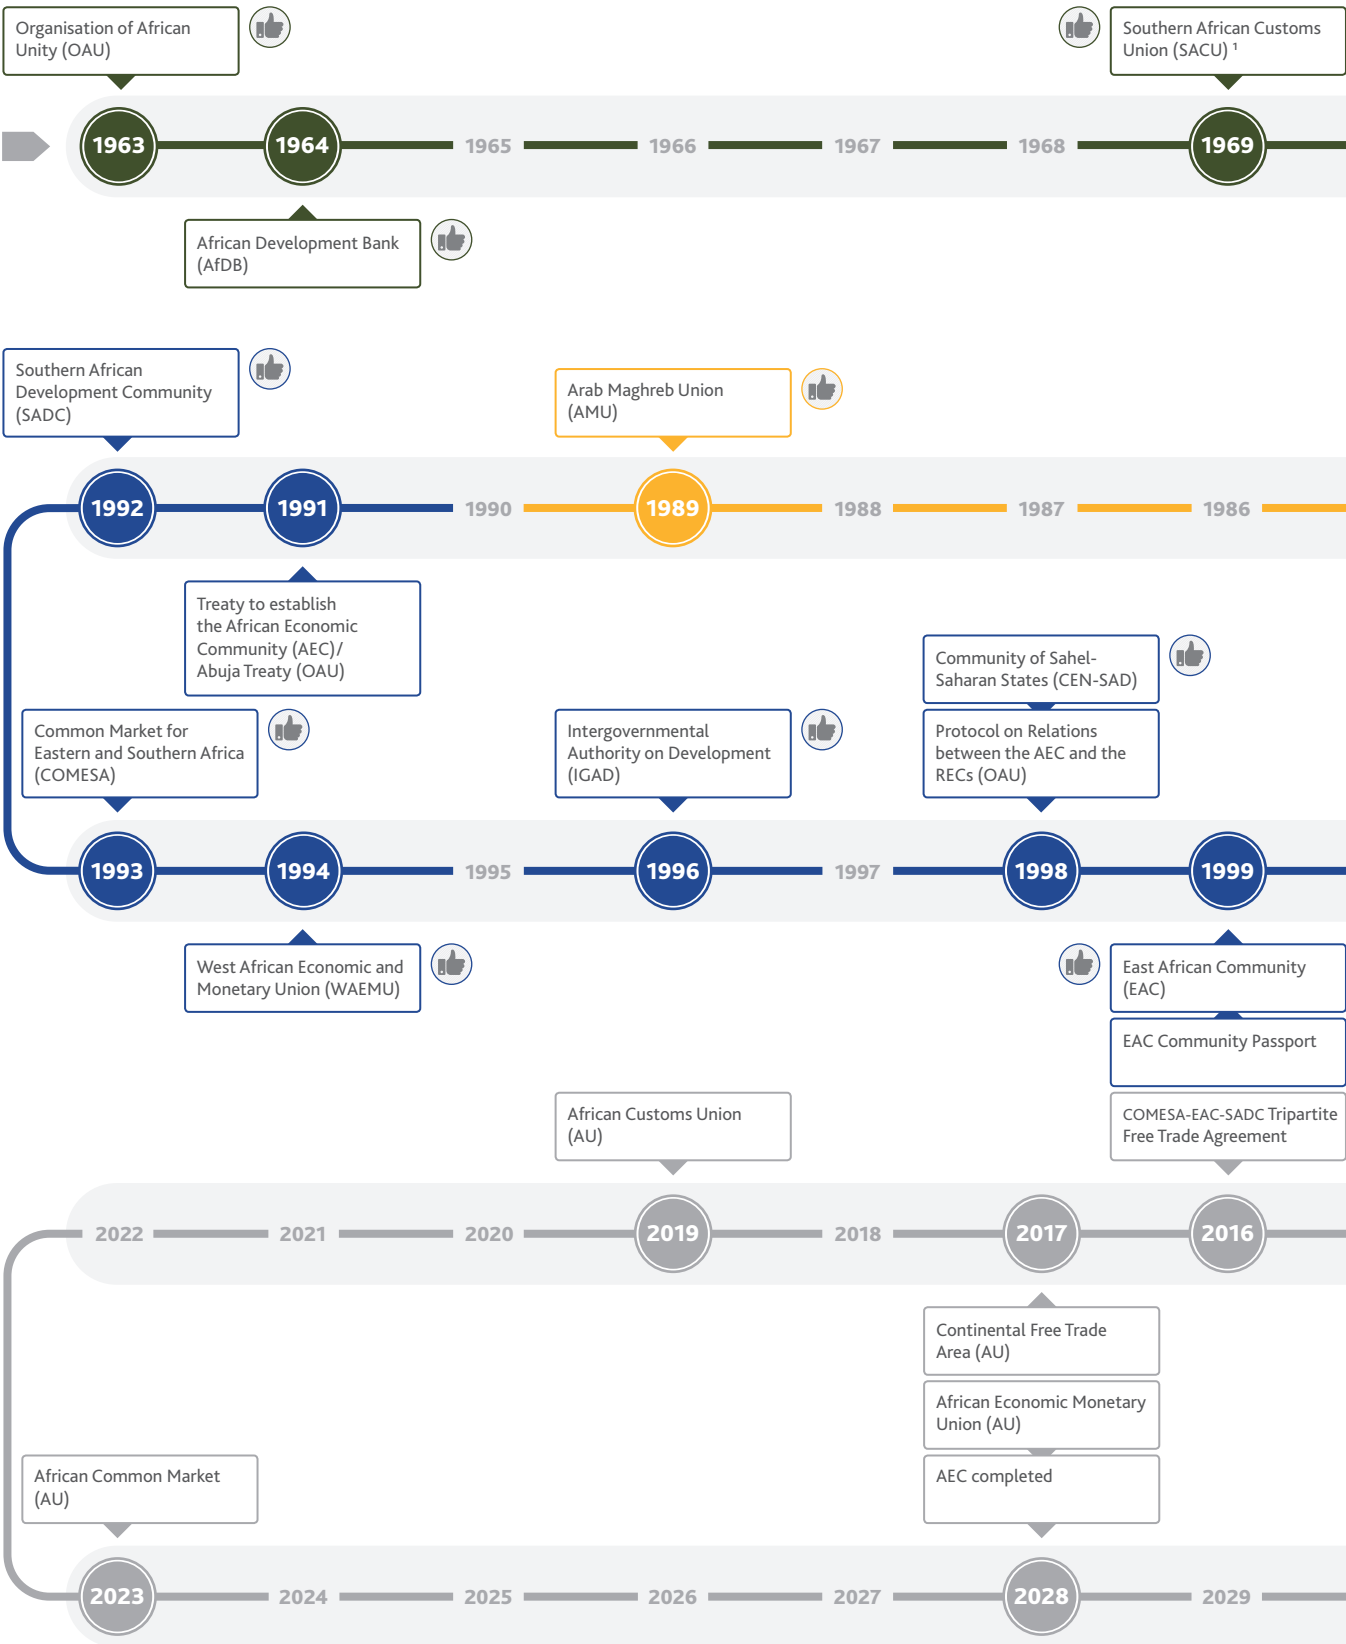 Organisation of African
Unity (OAU)
Southern African Customs
Union (SACU) ¹
1963
1964
1965
1966
1967
1968
1969
African Development Bank
(AfDB)
Southern African
Development Community
(SADC)
Arab Maghreb Union
(AMU)
1992
1991
1990
1989
1988
1987
1986
Treaty to establish
the African Economic
Community (AEC)/
Abuja Treaty (OAU)
Community of Sahel-
Saharan States (CEN-SAD)
Common Market for
Eastern and Southern Africa
(COMESA)
Intergovernmental
Authority on Development
(IGAD)
Protocol on Relations
between the AEC and the
RECs (OAU)
1993
1994
1995
1996
1997
1998
1999
West African Economic and
Monetary Union (WAEMU)
East African Community
(EAC)
EAC Community Passport
African Customs Union
(AU)
COMESA-EAC-SADC Tripartite
Free Trade Agreement
2022
2021
2020
2019
2018
2017
2016
Continental Free Trade
Area (AU)
African Economic Monetary
Union (AU)
African Common Market
(AU)
AEC completed
2023
2024
2025
2026
2027
2028
2029